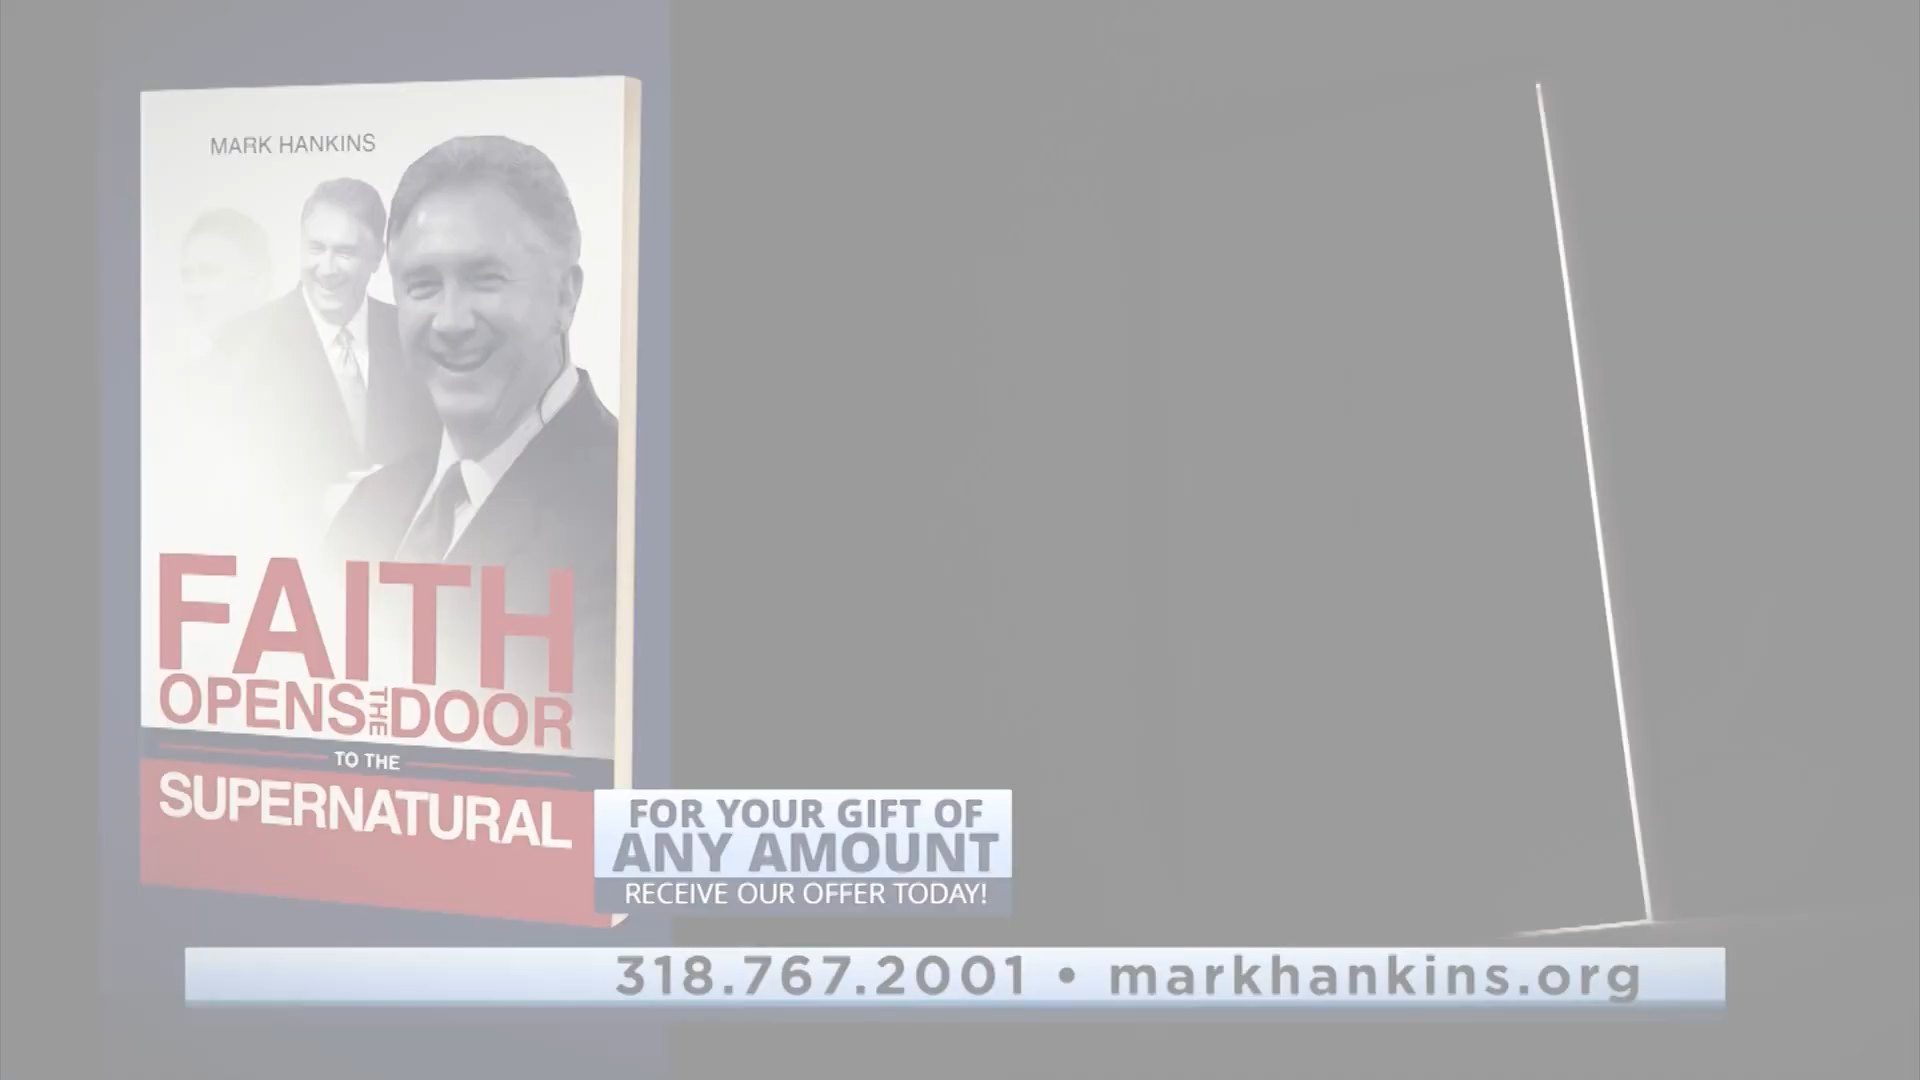 MARK HANKINS
FAITH
OPENS THE DOOR
TO THE
SUPERNATURAL
FOR YOUR GIFT OF
ANY AMOUNT
RECEIVE OUR OFFER TODAY!
318.767.2001 • markhankins.org